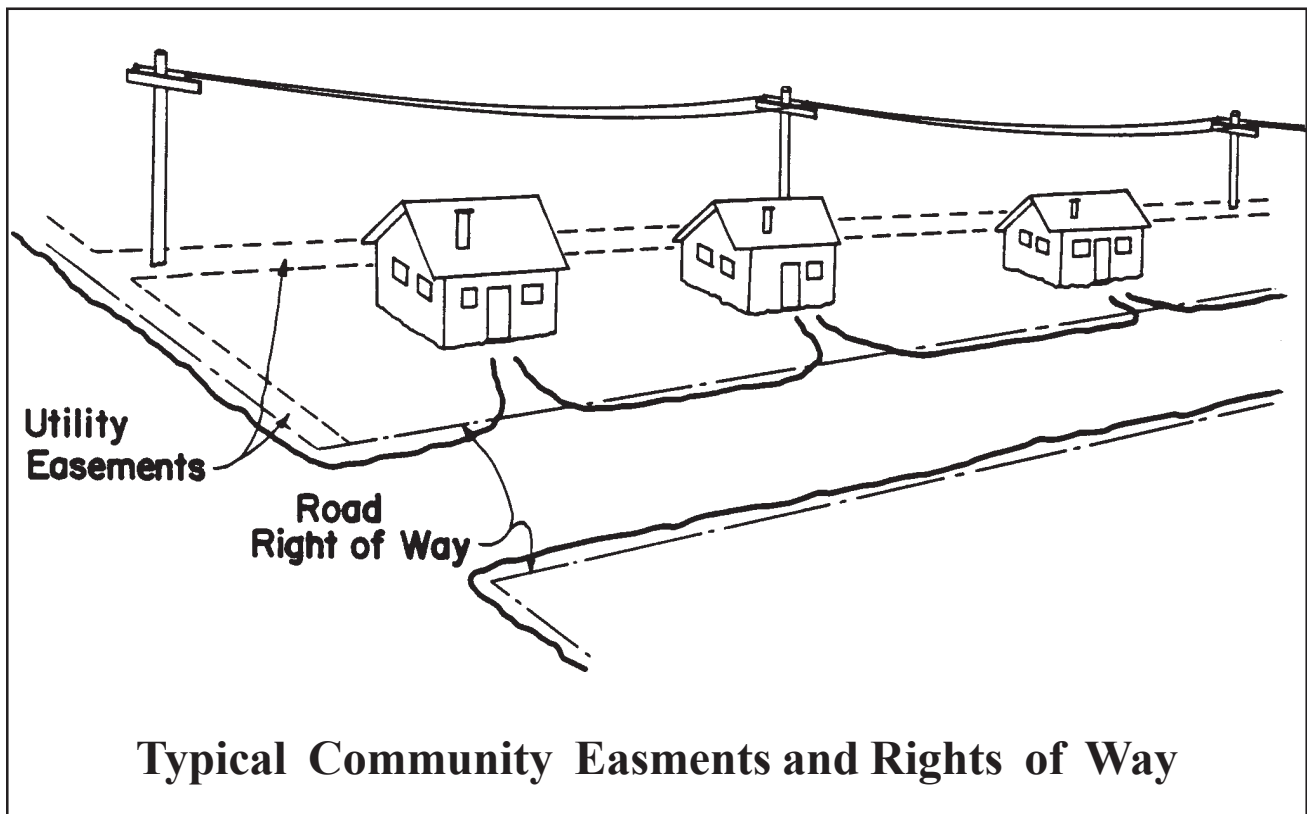 Utility
Easements
Road
Right of Way
Typical Community Easments and Rights of Way